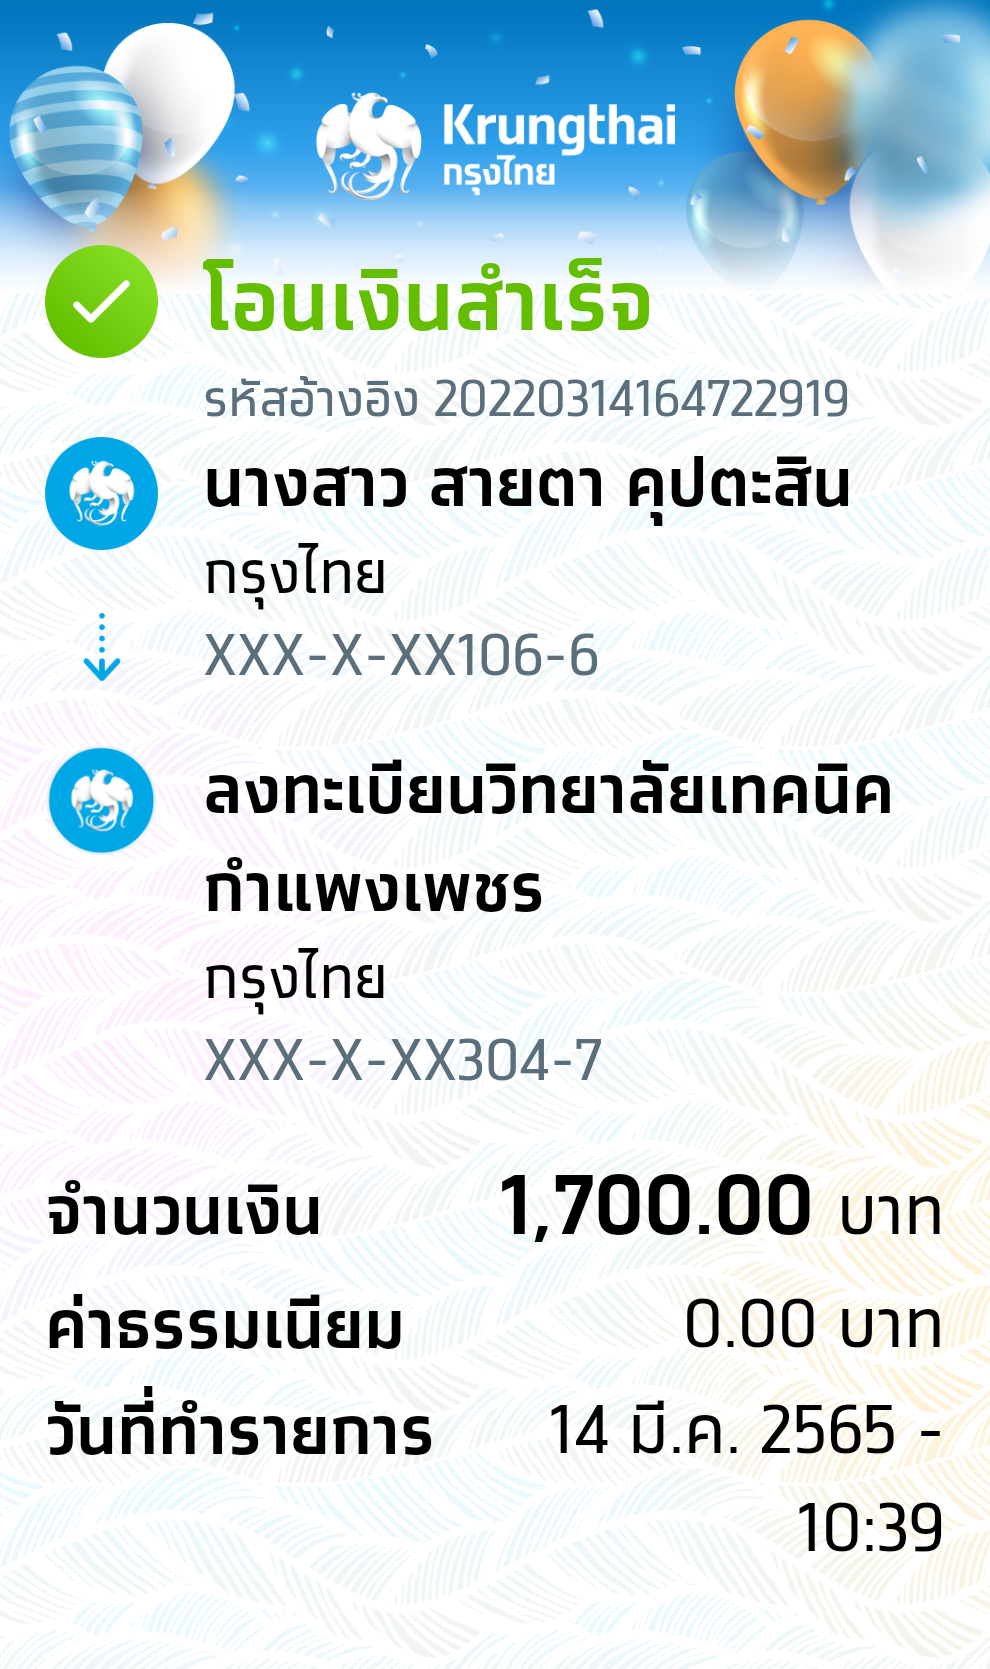 Krungthai
กรุงไทย
โอนเงินสำเร็จ
รหัสอ้างอิง 20220314164722919
นางสาว สายตา คุปตะสิน
กรุงไทย
XXX-X-XX106-6
ลงทะเบียนวิทยาลัยเทคนิค
กำแพงเพชร
กรุงไทย
XXX-X-XX304-7
จำนวนเงิน 1,700.00 บาท
ค่าธรรมเนียม 0.00 บาท
วันที่ทำรายการ 14 มี.ค. 2565 -
10:39